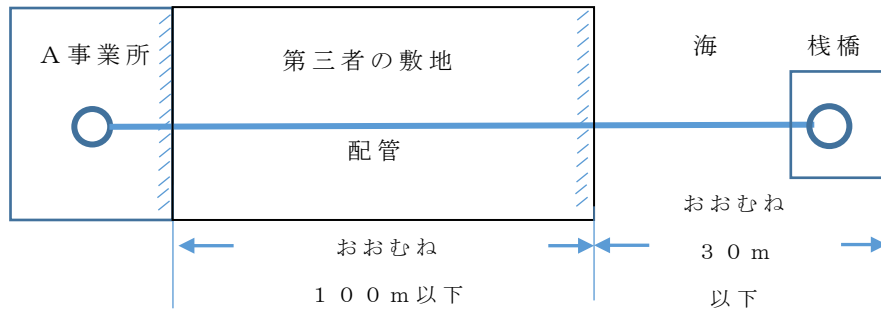 A事業所
第三者の敷地
海
桟橋
配管
おおむね
100m以下
おおむね
30m
以下